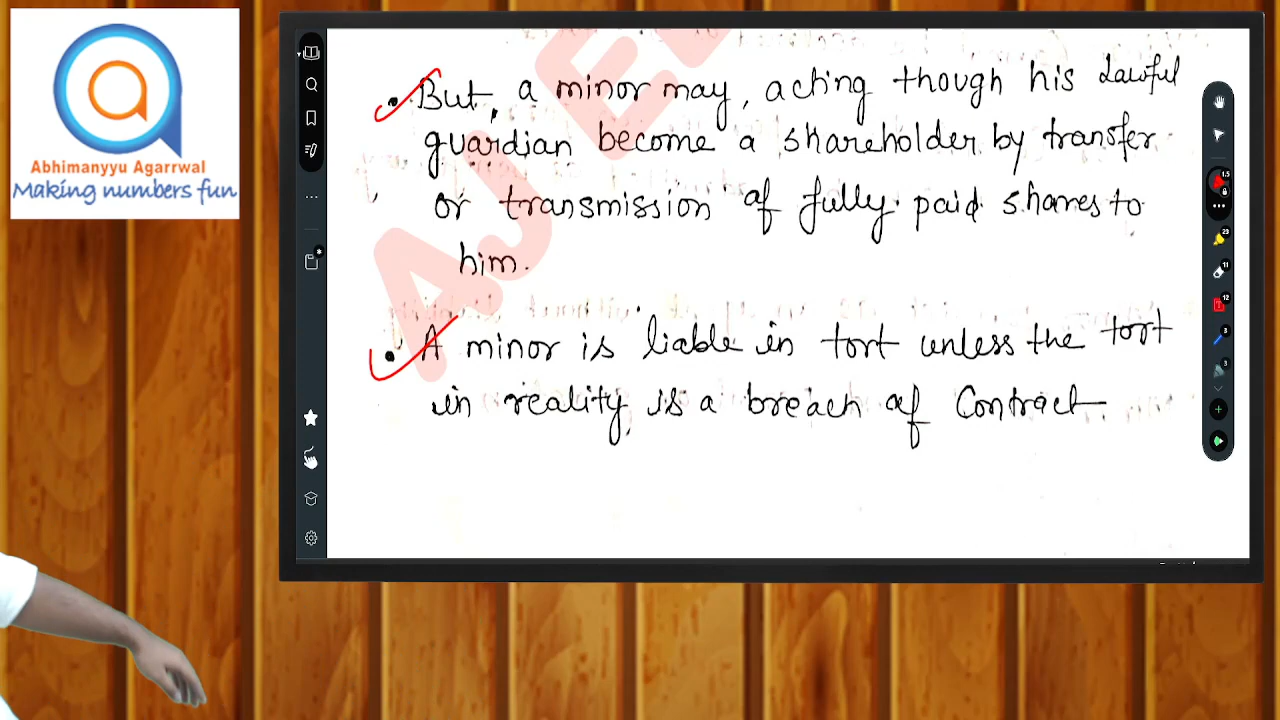 Abhimanyyu Agarrwal
Making numbers fun
AJ
• But, a minor may, acting though his lawful
guardian become a shareholder by transfer
or transmission of fully paid shares to
him.
• A minor is liable in tort unless the tort
in reality is a breach of Contract